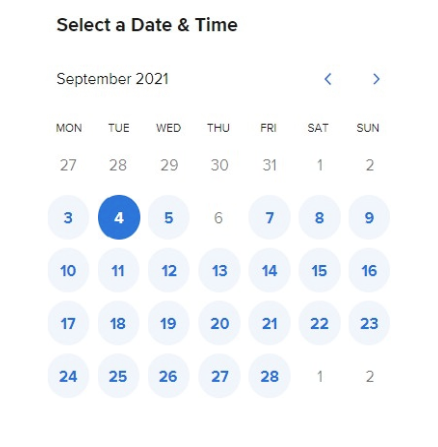 Select a Date & Time
September 2021
MON TUE WED THU FRI SAT SUN
27 28 29 30 31 1 2
3 4 5 6 7 8 9
10 11 12 13 14 15 16
17 18 19 20 21 22 23
24 25 26 27 28 1 2